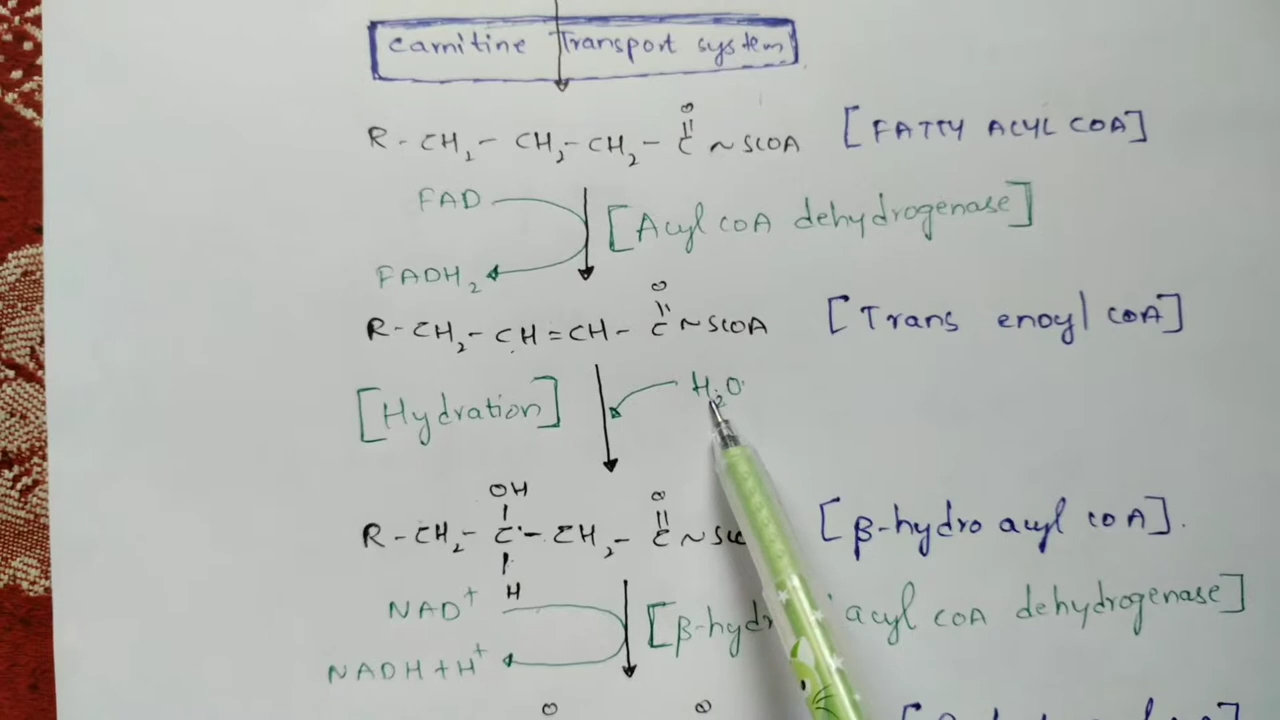 Carnitine Transport system
O
R - CH2 - CH2 - CH2 - C ~ SCOA [FATTY ACYL COA]
FAD
[Acyl COA dehydrogenase]
FADH2
O
R - CH2 - CH = CH - C ~ SCOA [Trans enoyl COA]
H2O
[Hydration]
OH O
R - CH2 - C - CH2 - C ~ [β-hydro acyl COA].
H
NAD+ acyl COA dehydrogenase]
NADH + H+
O O